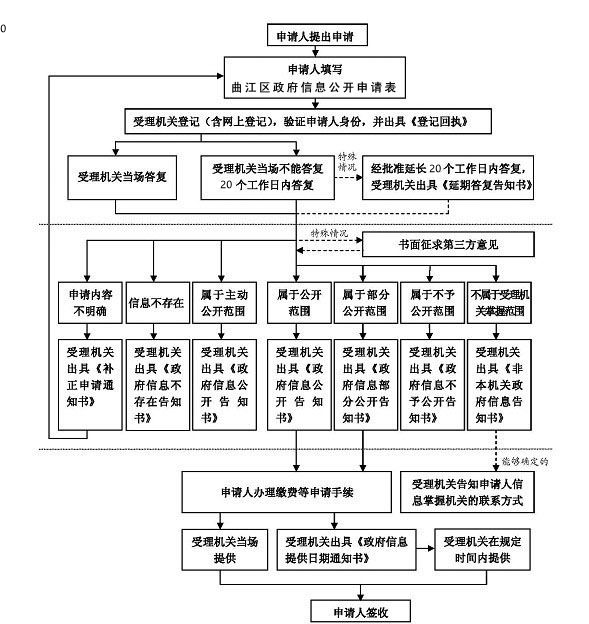 0
申请人提出申请
申请人填写
曲江区政府信息公开申请表
受理机关登记(含网上登记),验证申请人身份,并出具《登记回执》
受理机关当场答复
受理机关当场不能答复
20个工作日内答复
特殊
情况
经批准延长20个工作日内答复,
受理机关出具《延期答复告知书》
特殊情况
书面征求第三方意见
申请内容
不明确
信息不存在
属于主动
公开范围
属于公开
范围
属于部分
公开范围
属于不予
公开范围
不属于受理机
关掌握范围
受理机关
出具《补
正申请通
知书》
受理机关
出具《政
府信息不
存在告知
书》
受理机关
出具《政
府信息公
开告知
书》
受理机关
出具《政
府信息公
开告知
书》
受理机关
出具《政
府信息部
分公开告
知书》
受理机关
出具《政
府信息不
予公开告
知书》
受理机关
出具《非
本机关政
府信息告
知书》
能够确定的
申请人办理缴费等申请手续
受理机关告知申请人信
息掌握机关的联系方式
受理机关当场
提供
受理机关出具《政府信息
提供日期通知书》
受理机关在规定
时间内提供
申请人签收